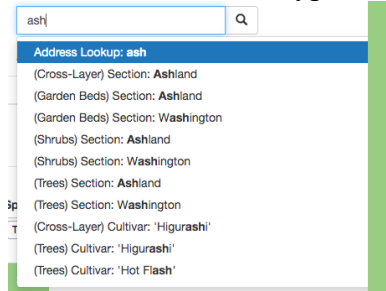 ash
Address Lookup: ash
(Cross-Layer) Section: Ashland
(Garden Beds) Section: Ashland
(Garden Beds) Section: Washington
(Shrubs) Section: Ashland
(Shrubs) Section: Washington
(Trees) Section: Ashland
(Trees) Section: Washington
(Cross-Layer) Cultivar: 'Higurashi'
(Trees) Cultivar: 'Higurashi'
(Trees) Cultivar: 'Hot Flash'